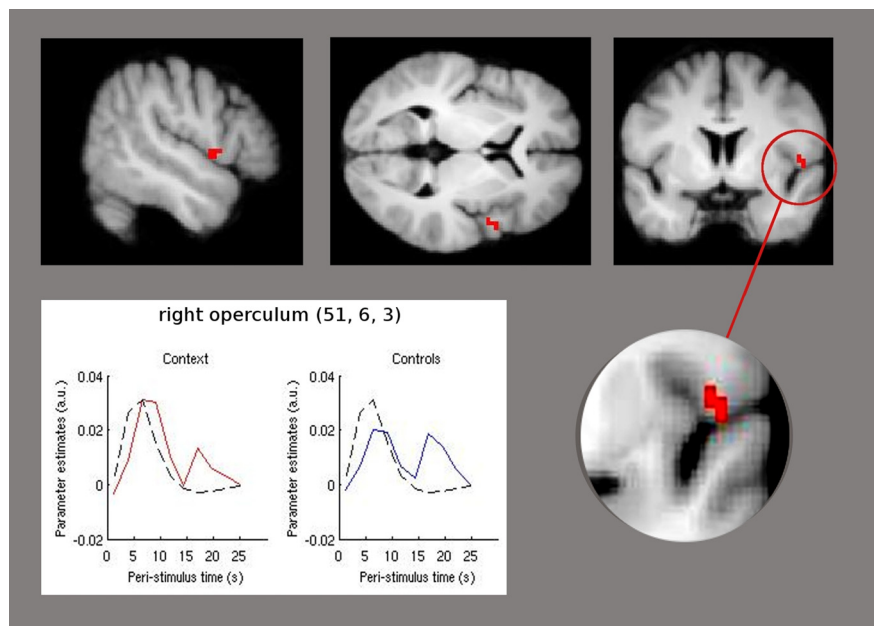 right operculum (51, 6, 3)
Context
Parameter estimates (a.u.)
0.04
0.02
0
-0.02
0 5 10 15 20 25
Peri-stimulus time (s)
Controls
Parameter estimates (a.u.)
0.04
0.02
0
-0.02
0 5 10 15 20 25
Peri-stimulus time (s)